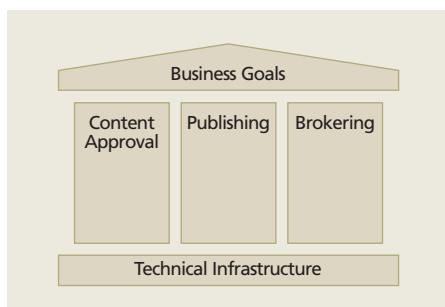 Business Goals
Content
Approval
Publishing
Brokering
Technical Infrastructure